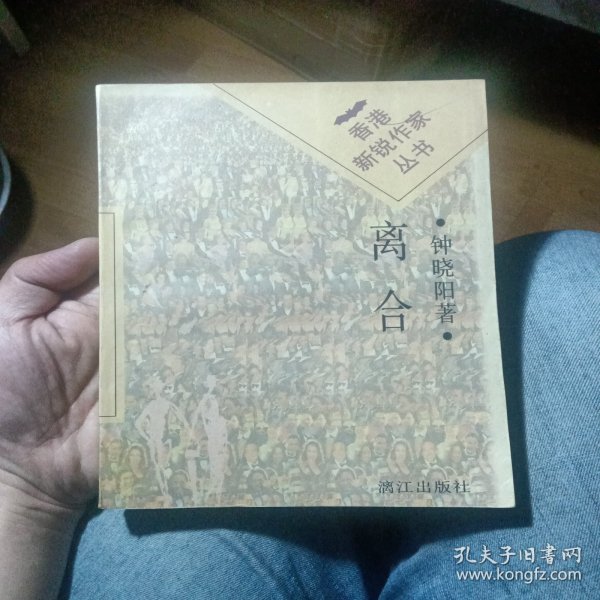 香港
新锐作家
丛书
离合
•钟晓阳著•
漓江出版社
孔夫子旧书网
www.kongfz.com